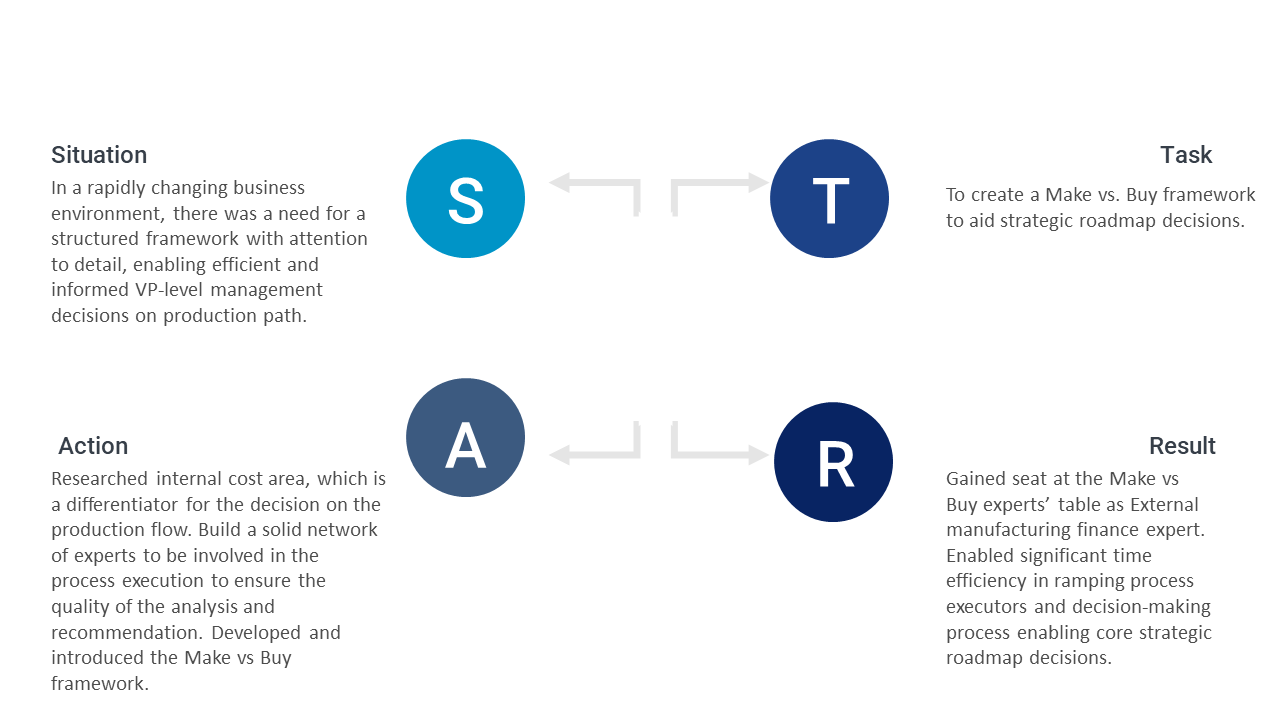 Situation
In a rapidly changing business
environment, there was a need for a
structured framework with attention
to detail, enabling efficient and
informed VP-level management
decisions on production path.
S
T
Task
To create a Make vs. Buy framework
to aid strategic roadmap decisions.
Action
Researched internal cost area, which is
a differentiator for the decision on the
production flow. Build a solid network
of experts to be involved in the
process execution to ensure the
quality of the analysis and
recommendation. Developed and
introduced the Make vs Buy
framework.
A
R
Result
Gained seat at the Make vs
Buy experts’ table as External
manufacturing finance expert.
Enabled significant time
efficiency in ramping process
executors and decision-making
process enabling core strategic
roadmap decisions.